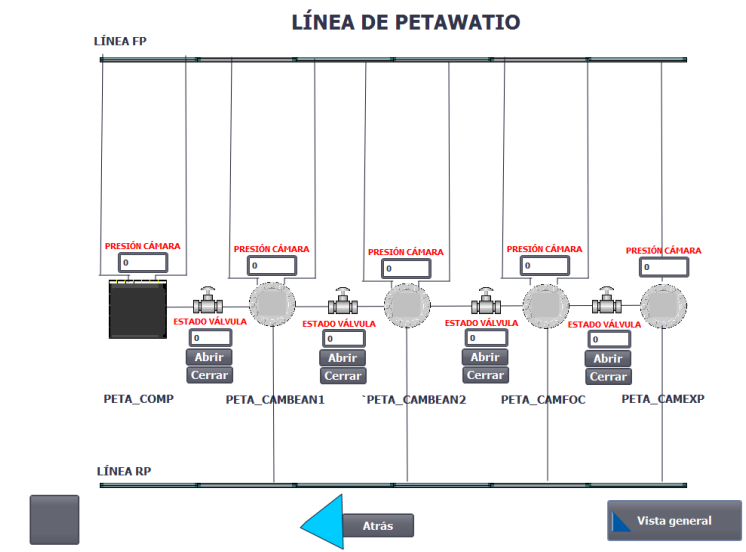 LÍNEA DE PETAWATIO
LÍNEA FP
PRESIÓN CÁMARA
0
PRESIÓN CÁMARA
0
PRESIÓN CÁMARA
0
PRESIÓN CÁMARA
0
PRESIÓN CÁMARA
0
ESTADO VÁLVULA
0
Abrir
Cerrar
ESTADO VÁLVULA
0
Abrir
Cerrar
ESTADO VÁLVULA
0
Abrir
Cerrar
ESTADO VÁLVULA
0
Abrir
Cerrar
PETA_COMP
PETA_CAMBEAN1
`PETA_CAMBEAN2
PETA_CAMFOC
PETA_CAMEXP
LÍNEA RP
Atrás
Vista general